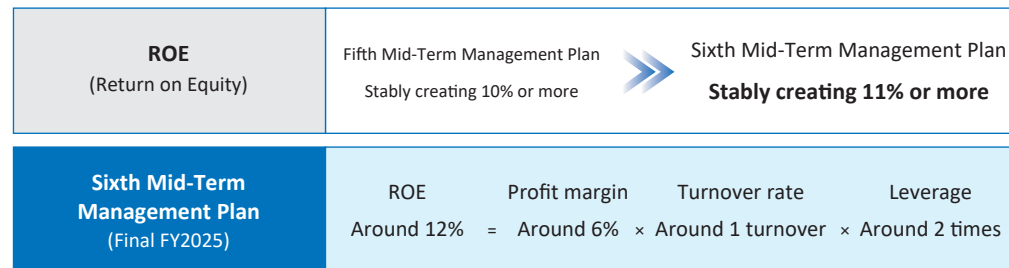 ROE
(Return on Equity)
Fifth Mid-Term Management Plan
Stably creating 10% or more
Sixth Mid-Term Management Plan
Stably creating 11% or more
Sixth Mid-Term
Management Plan
(Final FY2025)
ROE Profit margin Turnover rate Leverage
Around 12% = Around 6% × Around 1 turnover × Around 2 times